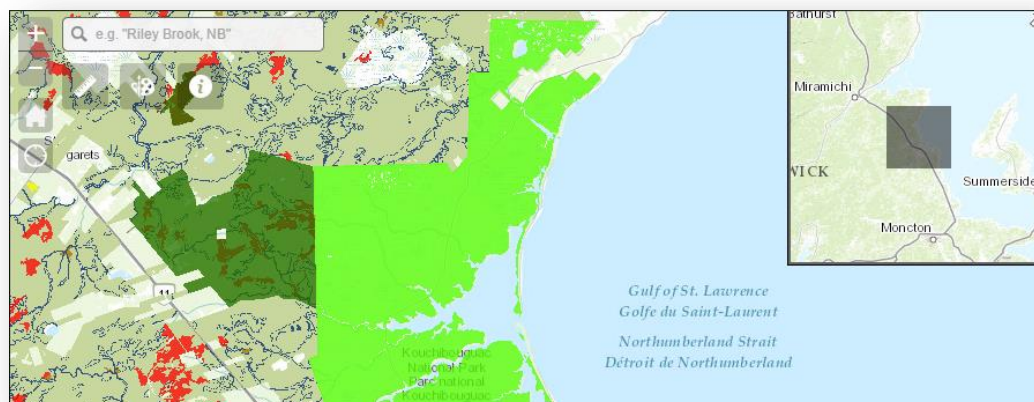 e.g. "Riley Brook, NB"
garets
11
Kouchibouguac
National Park
Parc national
Kouchibouguac
Gulf of St. Lawrence
Golfe du Saint-Laurent
Northumberland Strait
Détroit de Northumberland
Bathurst
Miramichi
WICK
Summerside
Moncton